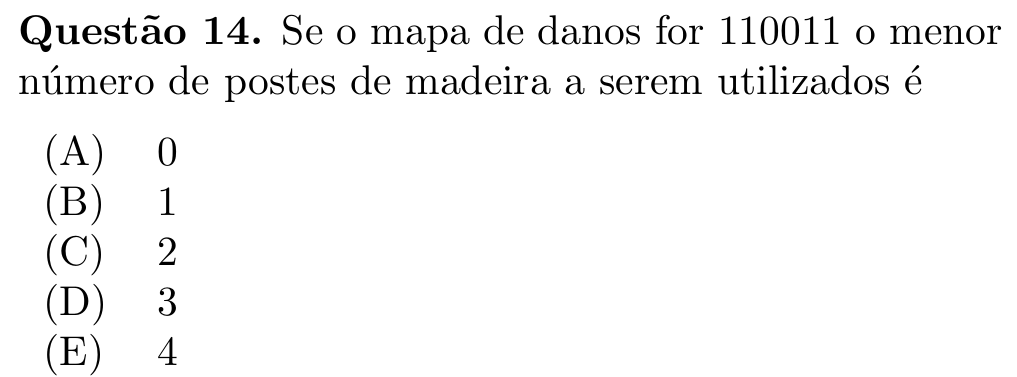 Questão 14. Se o mapa de danos for 110011 o menor
número de postes de madeira a serem utilizados é
(A) 0
(B) 1
(C) 2
(D) 3
(E) 4